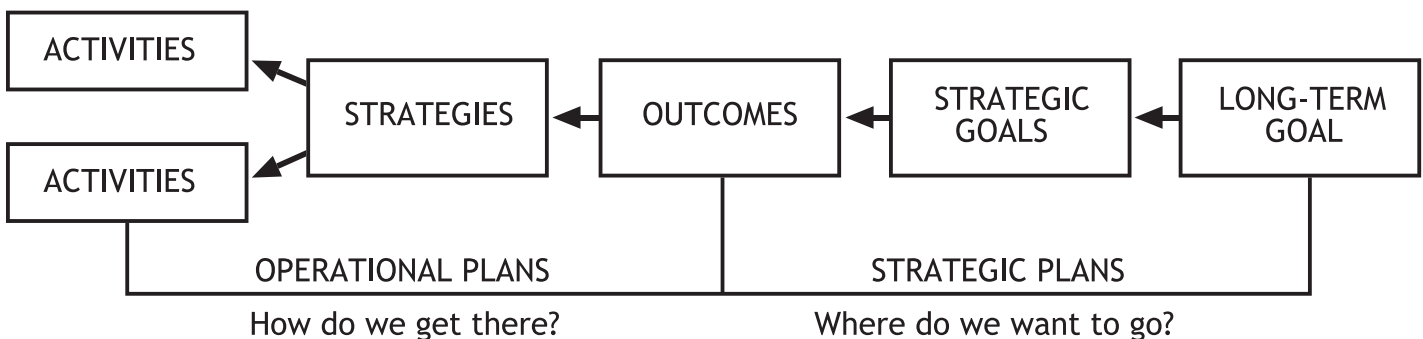 ACTIVITIES
ACTIVITIES
STRATEGIES
OUTCOMES
STRATEGIC
GOALS
LONG-TERM
GOAL
OPERATIONAL PLANS
STRATEGIC PLANS
How do we get there?
Where do we want to go?